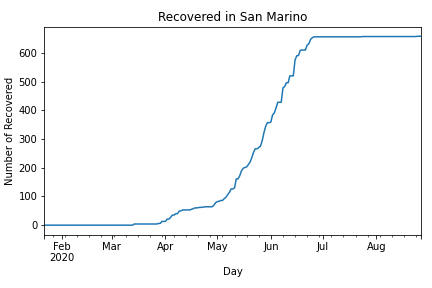 Recovered in San Marino
Number of Recovered
600
500
400
300
200
100
0
Feb
2020
Mar
Apr
May
Jun
Jul
Aug
Day